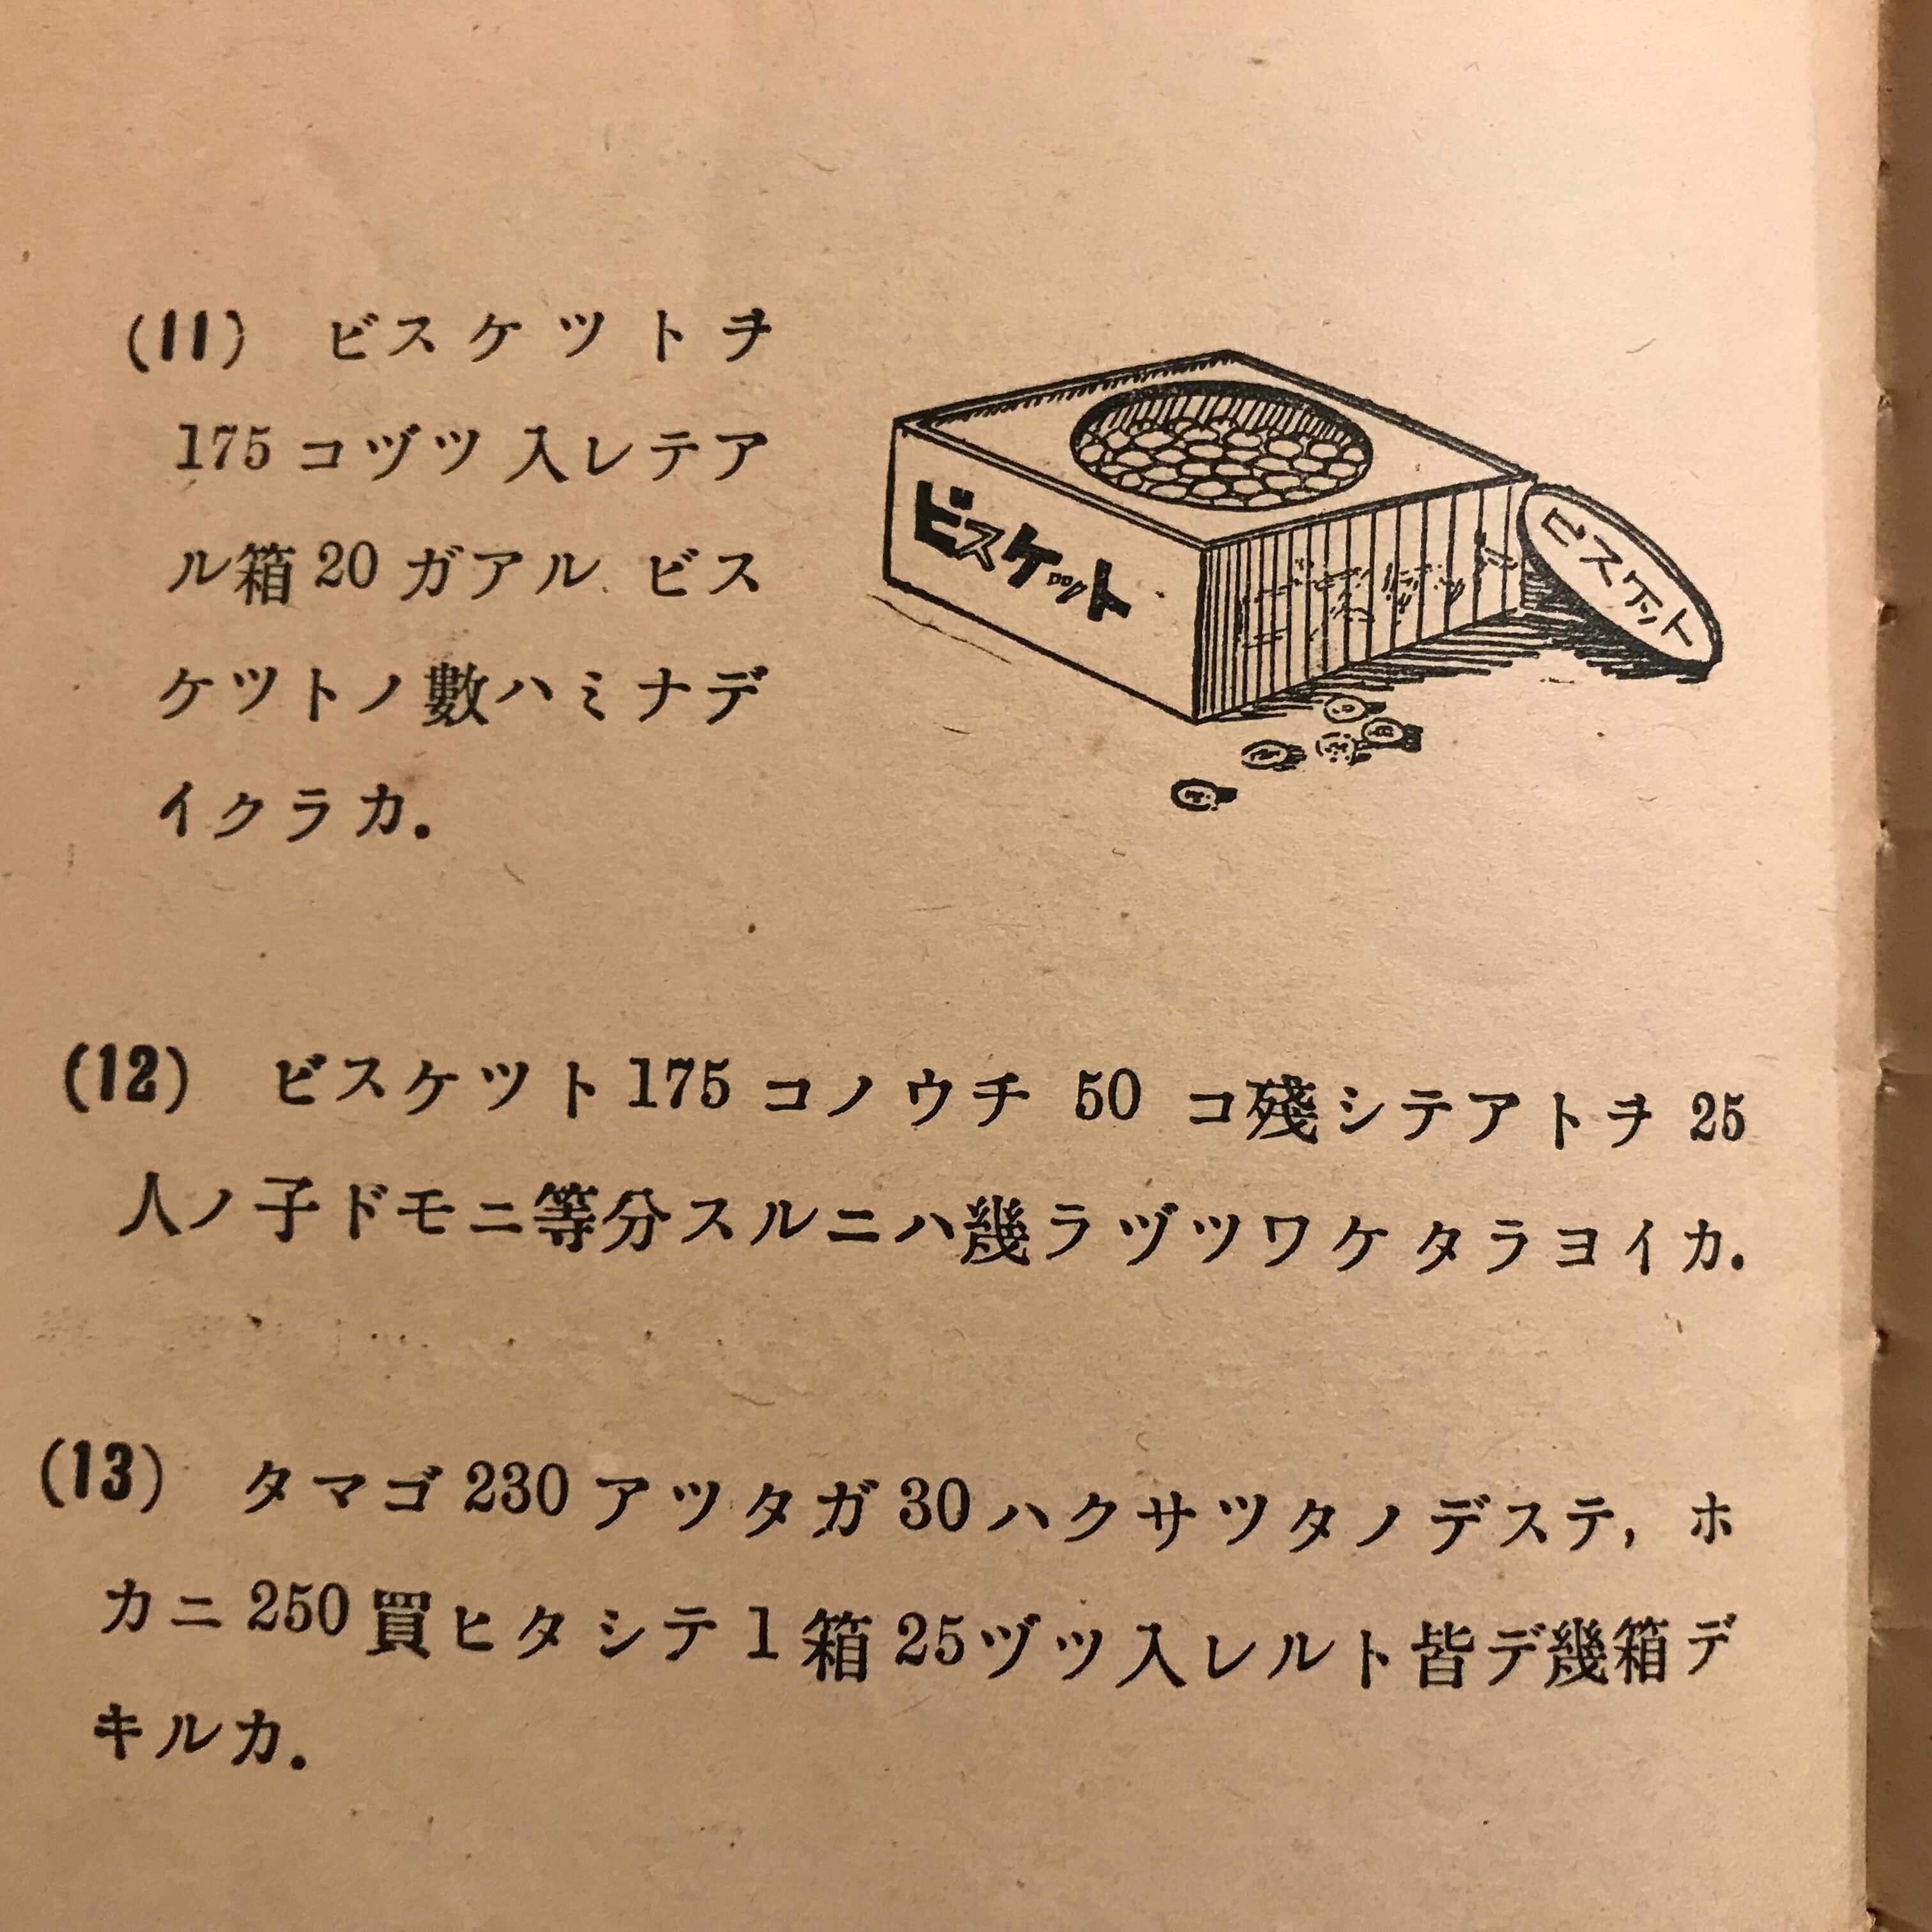 (11) ビスケツトヲ
175コヅツ入レテア
ル箱20ガアル ビス
ケツトノ數ハミナデ
イクラカ.
ビスケット
ビスケット
(12) ビスケツト175コノウチ 50 コ殘シテアトヲ 25
人ノ子ドモニ等分スルニハ幾ラヅツワケタラヨイカ.
(13) タマゴ230アツタガ30ハクサツタノデステ, ホ
カニ250買ヒタシテ1箱25ヅツ入レルト皆デ幾箱デ
キルカ.